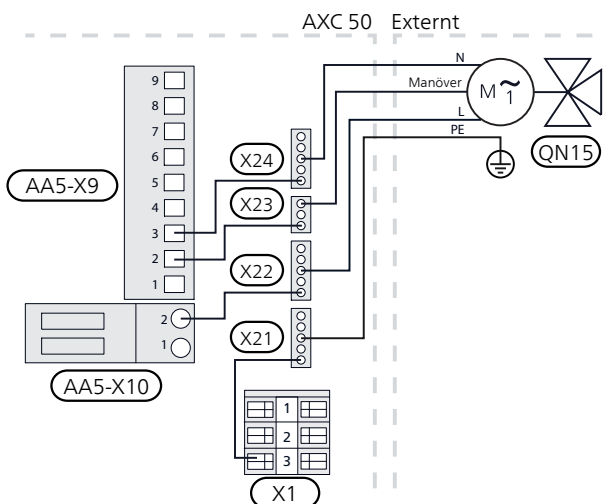 AXC 50 Externt
N
Manöver
L
PE
M ~ 1
QN15
9
8
7
6
5
4
3
2
1
AA5-X9
X24
X23
X22
X21
2
1
AA5-X10
1
2
3
X1